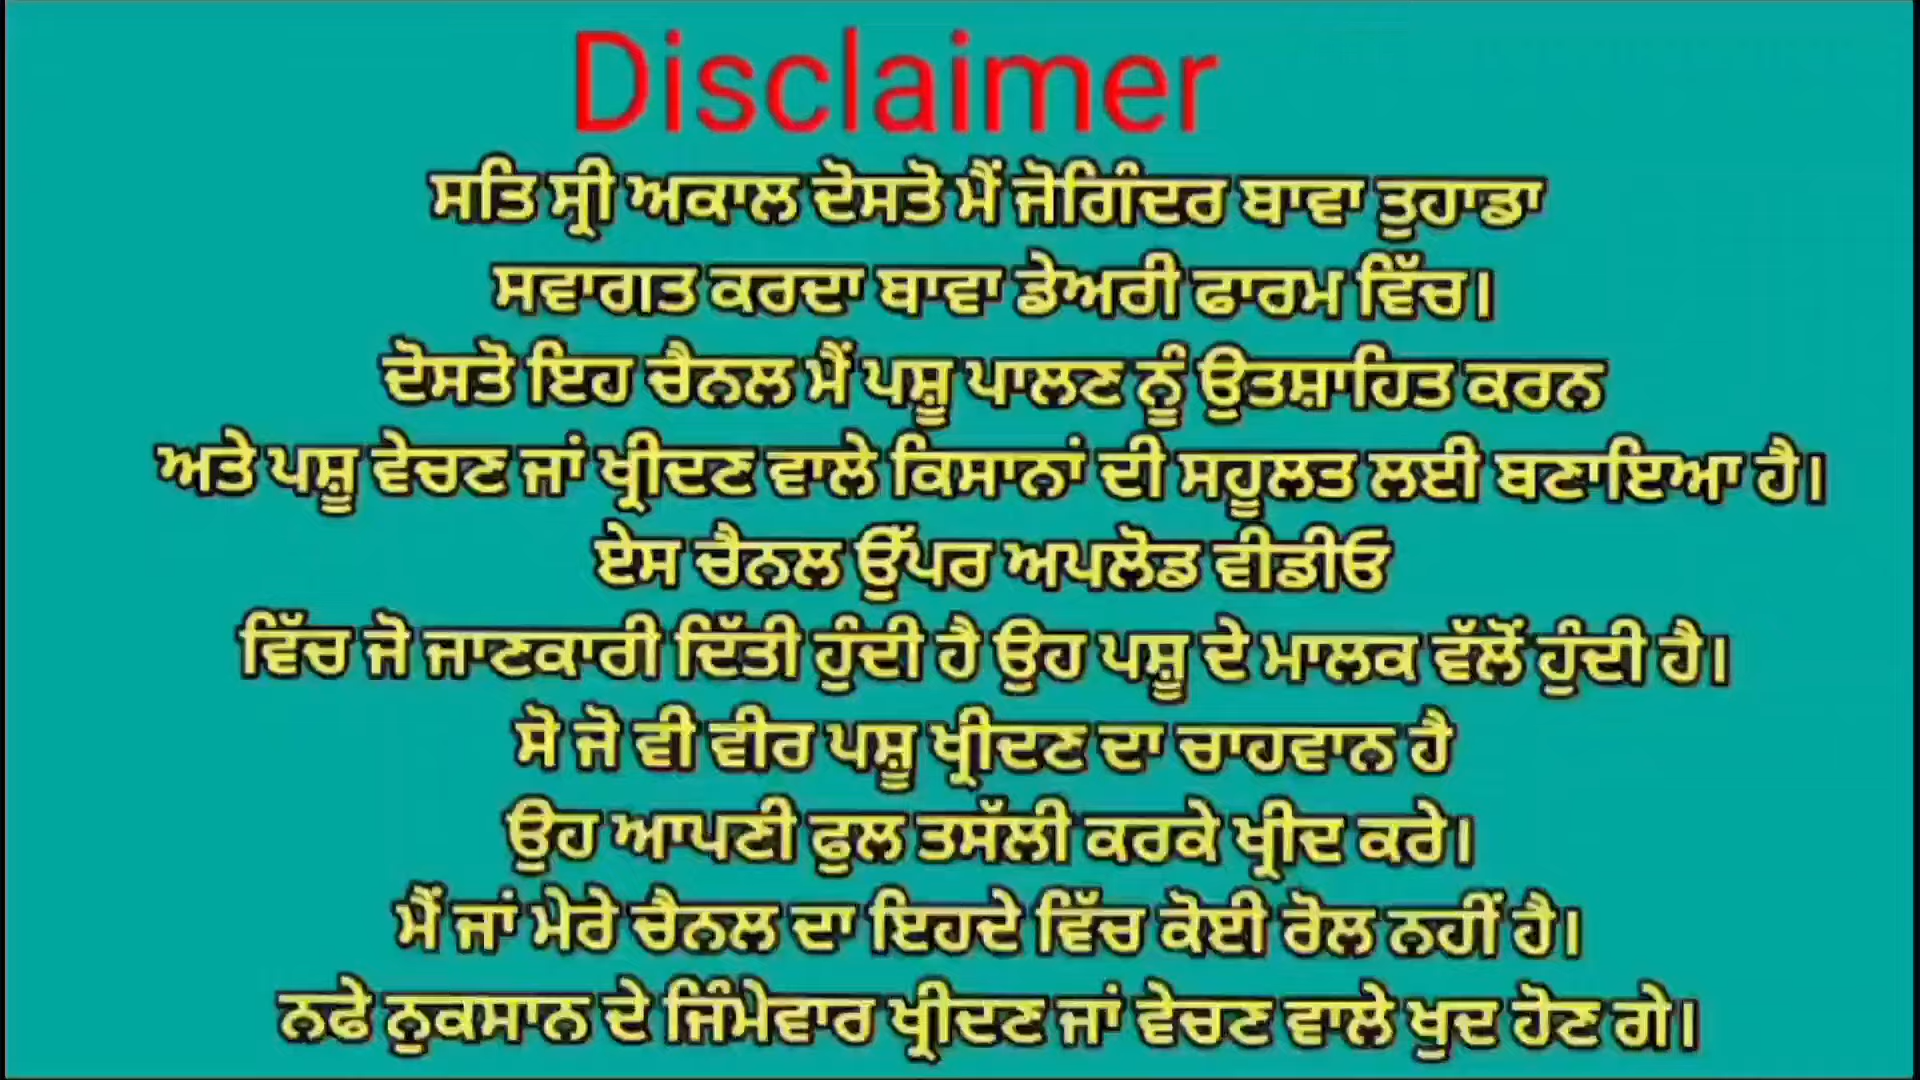 Disclaimer
ਸਤਿ ਸ੍ਰੀ ਅਕਾਲ ਦੋਸਤੋ ਮੈਂ ਜੋਗਿੰਦਰ ਬਾਵਾ ਤੁਹਾਡਾ
ਸਵਾਗਤ ਕਰਦਾ ਬਾਵਾ ਡੇਅਰੀ ਫਾਰਮ ਵਿੱਚ।
ਦੋਸਤੋ ਇਹ ਚੈਨਲ ਮੈਂ ਪਸ਼ੂ ਪਾਲਣ ਨੂੰ ਉਤਸ਼ਾਹਿਤ ਕਰਨ
ਅਤੇ ਪਸ਼ੂ ਵੇਚਣ ਜਾਂ ਖ੍ਰੀਦਣ ਵਾਲੇ ਕਿਸਾਨਾਂ ਦੀ ਸਹੂਲਤ ਲਈ ਬਣਾਇਆ ਹੈ।
ਏਸ ਚੈਨਲ ਉੱਪਰ ਅਪਲੋਡ ਵੀਡੀਓ
ਵਿੱਚ ਜੋ ਜਾਣਕਾਰੀ ਦਿੱਤੀ ਹੁੰਦੀ ਹੈ ਉਹ ਪਸ਼ੂ ਦੇ ਮਾਲਕ ਵੱਲੋਂ ਹੁੰਦੀ ਹੈ।
ਸੋ ਜੋ ਵੀ ਵੀਰ ਪਸ਼ੂ ਖ੍ਰੀਦਣ ਦਾ ਚਾਹਵਾਨ ਹੈ
ਉਹ ਆਪਣੀ ਫੁਲ ਤਸੱਲੀ ਕਰਕੇ ਖ੍ਰੀਦ ਕਰੇ।
ਮੈਂ ਜਾਂ ਮੇਰੇ ਚੈਨਲ ਦਾ ਇਹਦੇ ਵਿੱਚ ਕੋਈ ਰੋਲ ਨਹੀਂ ਹੈ।
ਨਫੇ ਨੁਕਸਾਨ ਦੇ ਜਿੰਮੇਵਾਰ ਖ੍ਰੀਦਣ ਜਾਂ ਵੇਚਣ ਵਾਲੇ ਖੁਦ ਹੋਣ ਗੇ।